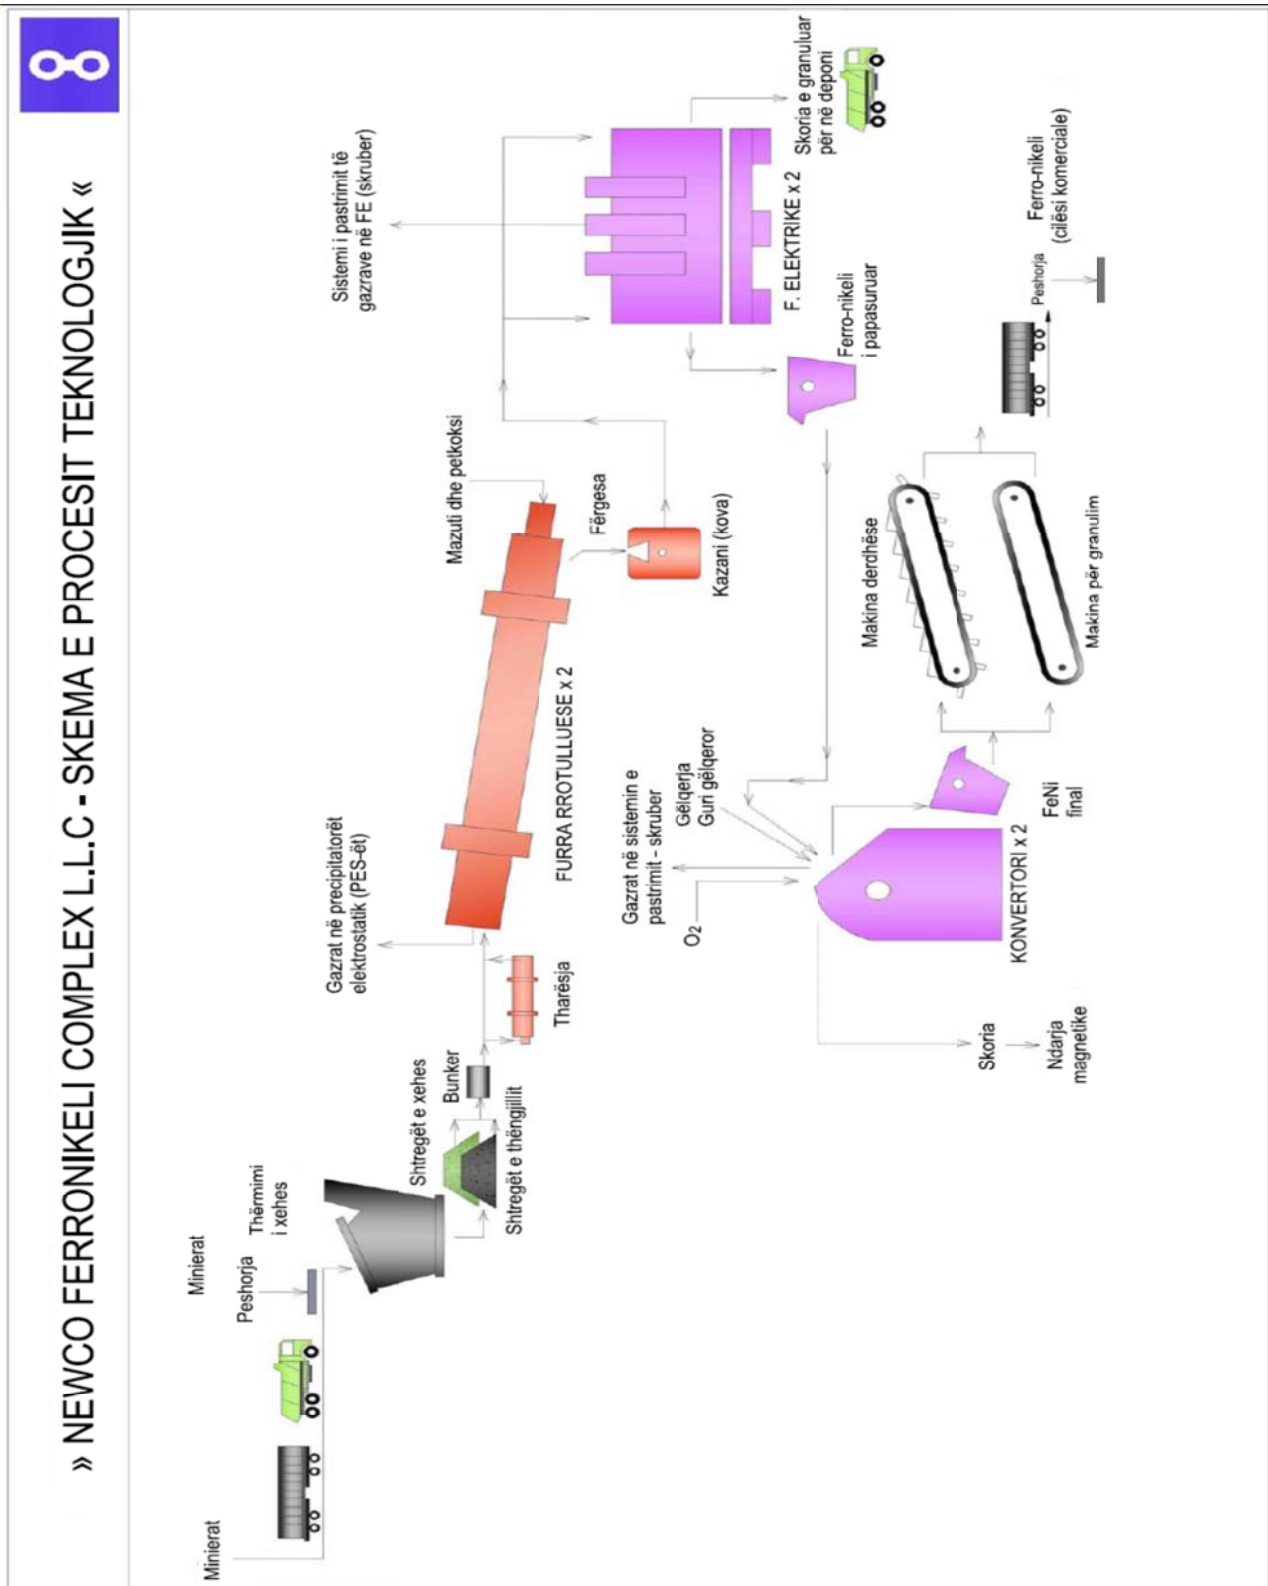 » NEWCO FERRONIKELI COMPLEX L.L.C - SKEMA E PROCESIT TEKNOLOGJIK «
Minierat
Minierat
Peshorja
Thërmimi
i xehes
Shtregët e xehes
Bunker
Shtregët e thëngjillit
Tharësja
Gazrat në precipitatorët
elektrostatik (PES-ët)
FURRA RROTULLUESE x 2
Mazuti dhe petkoksi
Fërgesa
Kazani (kova)
Sistemi i pastrimit të
gazrave në FE (skruber)
F. ELEKTRIKE x 2
Skoria e granuluar
për në deponi
Ferro-nikeli
i papasuruar
Gazrat në sistemin e
pastrimit - skruber
O2
Gëlqerja
Guri gëlqeror
KONVERTORI x 2
Skoria
Ndarja
magnetike
FeNi
final
Makina derdhëse
Makina për granulim
Peshorja
Ferro-nikeli
(cilësi komerciale)